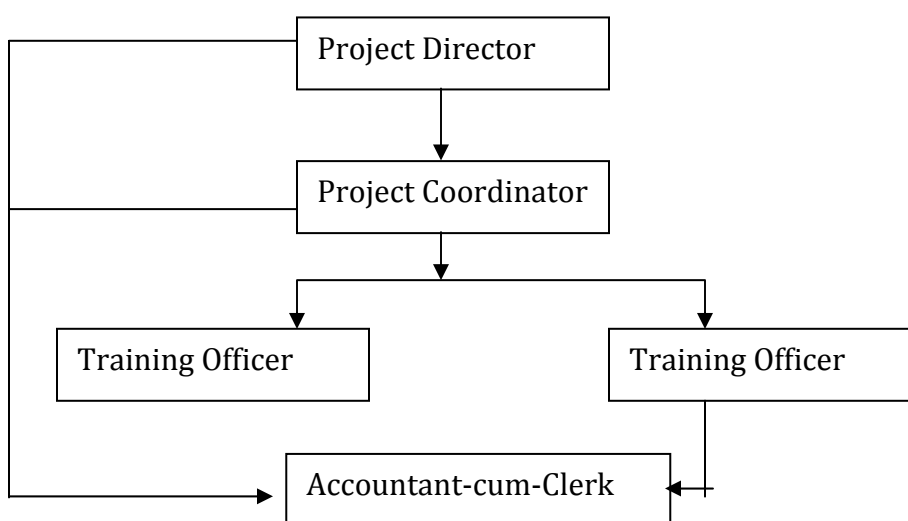 Project Director
Project Coordinator
Training Officer
Training Officer
Accountant-cum-Clerk